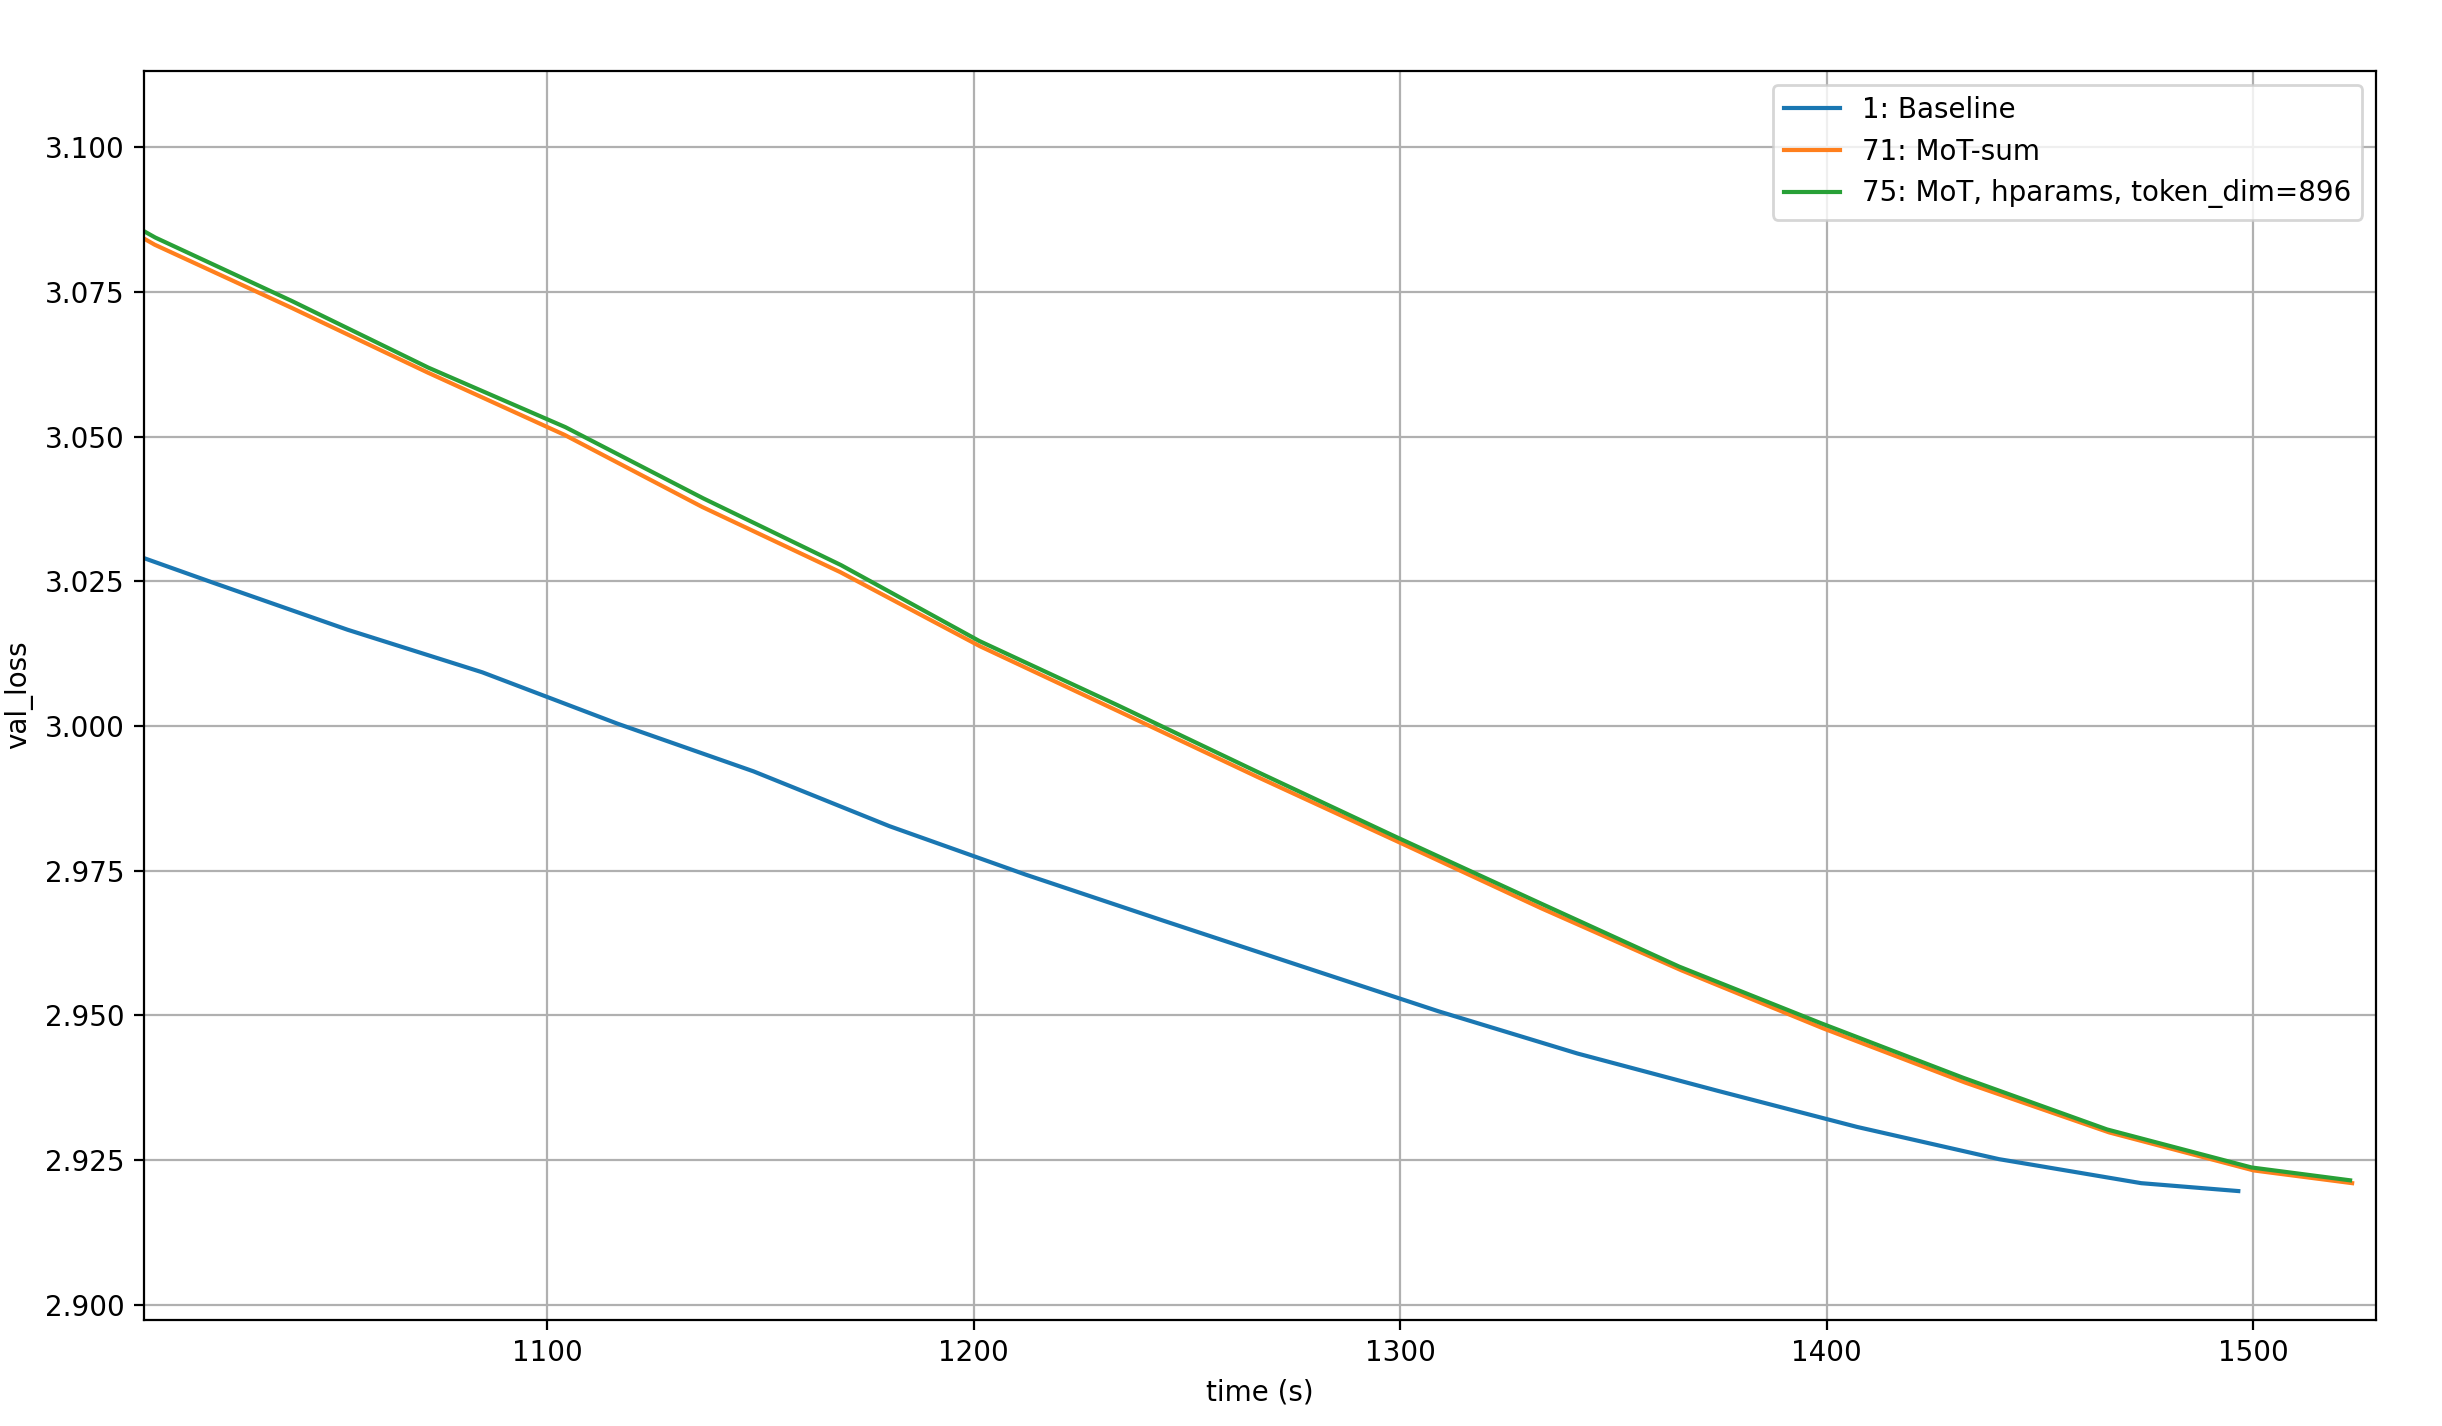 1: Baseline
71: MoT-sum
75: MoT, hparams, token_dim=896
val_loss
3.100
3.075
3.050
3.025
3.000
2.975
2.950
2.925
2.900
1100 1200 1300 1400 1500
time (s)